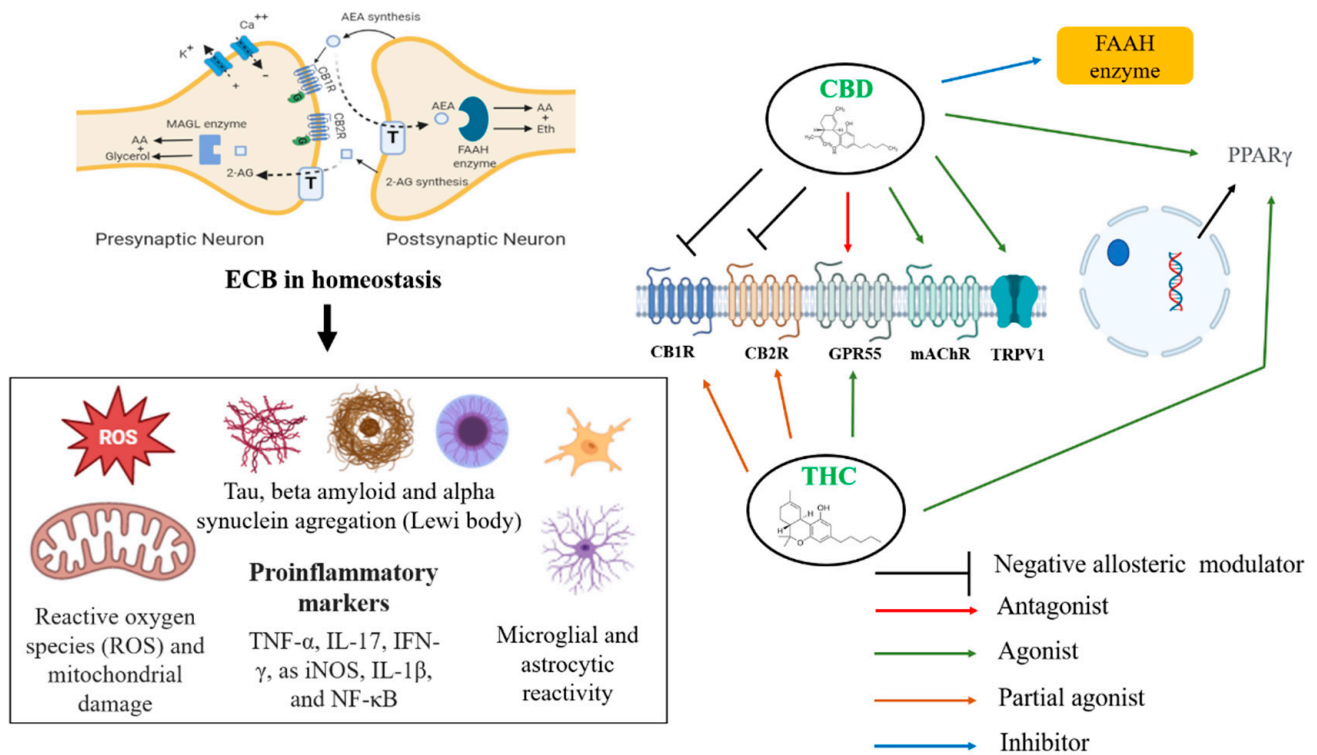 Ca++
K+
-
+
AEA synthesis
CB1R
G
CB2R
G
MAGL enzyme
AA
+
Glycerol
2-AG
T
2-AG synthesis
T
AEA
FAAH
enzyme
AA
+
Eth
Presynaptic Neuron
Postsynaptic Neuron
ECB in homeostasis
ROS
Tau, beta amyloid and alpha
synuclein agregation (Lewi body)
Reactive oxygen
species (ROS) and
mitochondrial
damage
Proinflammatory
markers
TNF-α, IL-17, IFN-
γ, as iNOS, IL-1β,
and NF-κB
Microglial and
astrocytic
reactivity
CBD
CH3
OH
H
CH3
FAAH
enzyme
PPARγ
CB1R
CB2R
GPR55
mAChR
TRPV1
THC
OH
H
H
O
Negative allosteric modulator
Antagonist
Agonist
Partial agonist
Inhibitor